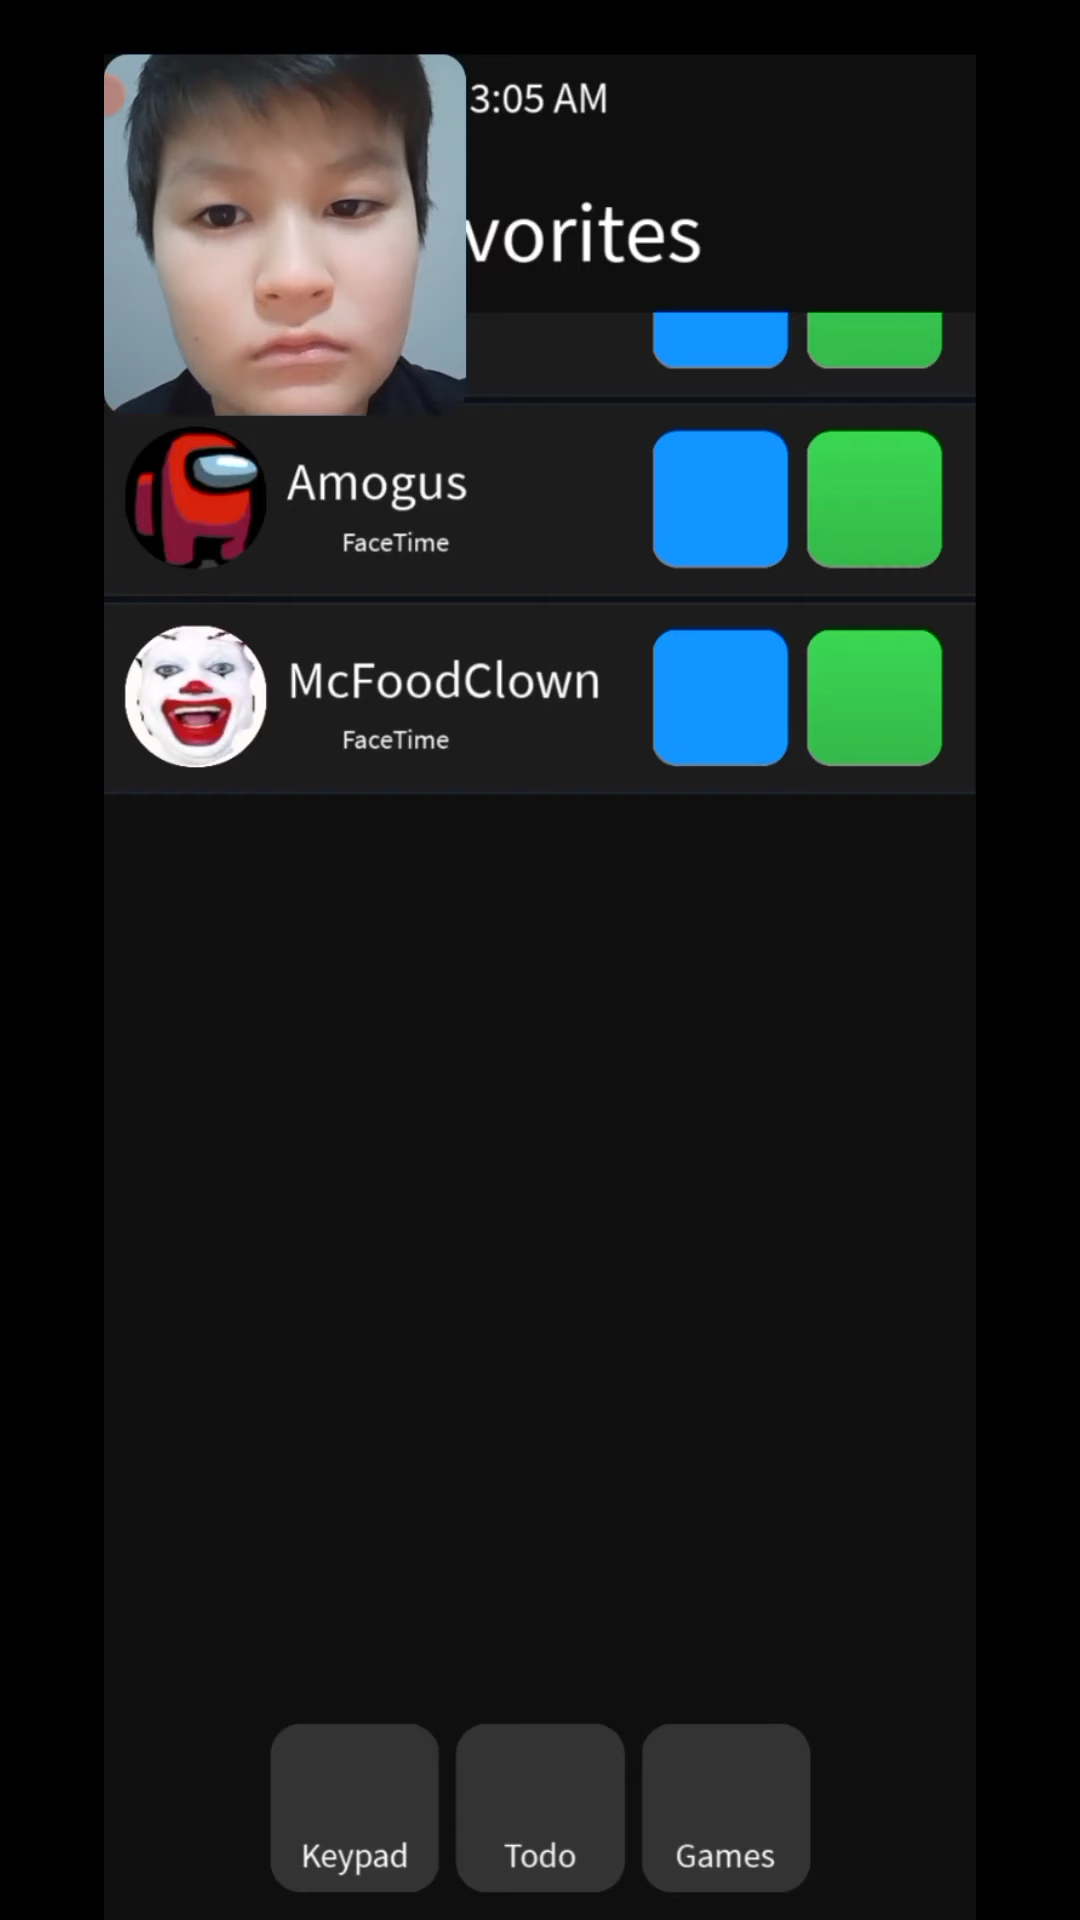 3:05 AM
vorites
Amogus
FaceTime
McFoodClown
FaceTime
Keypad
Todo
Games